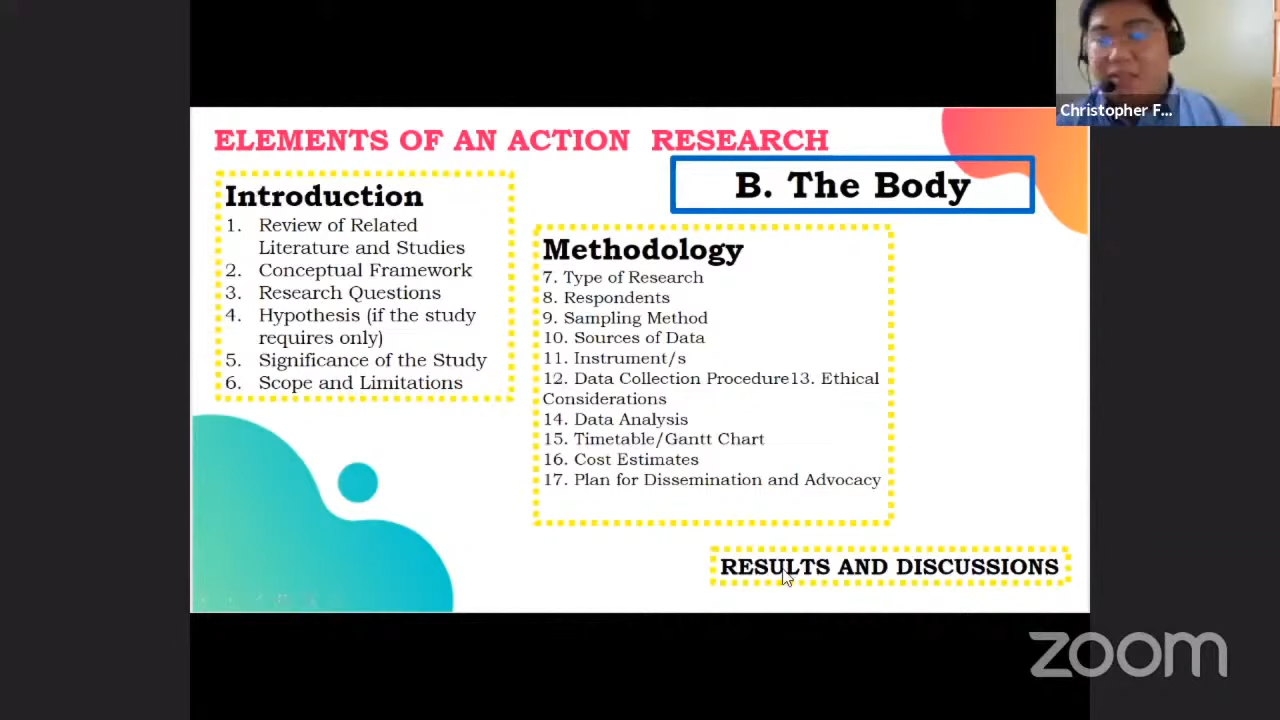 Christopher F...
ELEMENTS OF AN ACTION RESEARCH
B. The Body
Introduction
1. Review of Related
Literature and Studies
2. Conceptual Framework
3. Research Questions
4. Hypothesis (if the study
requires only)
5. Significance of the Study
6. Scope and Limitations
Methodology
7. Type of Research
8. Respondents
9. Sampling Method
10. Sources of Data
11. Instrument/s
12. Data Collection Procedure13. Ethical
Considerations
14. Data Analysis
15. Timetable/Gantt Chart
16. Cost Estimates
17. Plan for Dissemination and Advocacy
RESULTS AND DISCUSSIONS
zoom